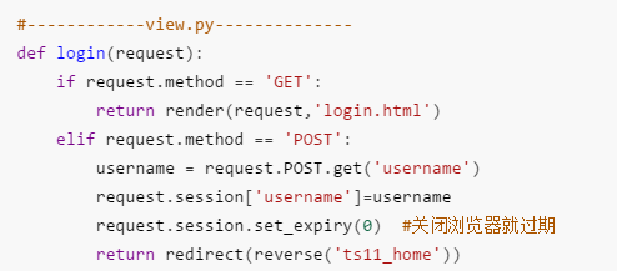 #------------view.py--------------
def login(request):
    if request.method == 'GET':
        return render(request,'login.html')
    elif request.method == 'POST':
        username = request.POST.get('username')
        request.session['username']=username
        request.session.set_expiry(0)  #关闭浏览器就过期
        return redirect(reverse('ts11_home'))